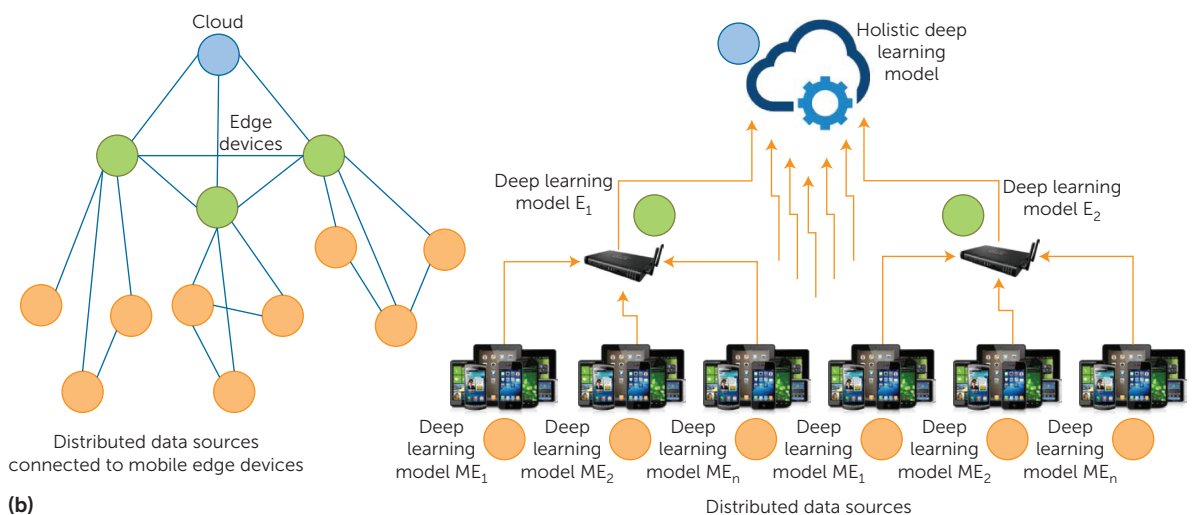 Cloud
Edge
devices
Distributed data sources
connected to mobile edge devices
(b)
Holistic deep
learning
model
Deep learning
model E₁
Deep learning
model E₂
Deep
learning
model ME₁
Deep
learning
model ME₂
Deep
learning
model MEₙ
Deep
learning
model ME₁
Deep
learning
model ME₂
Deep
learning
model MEₙ
Distributed data sources